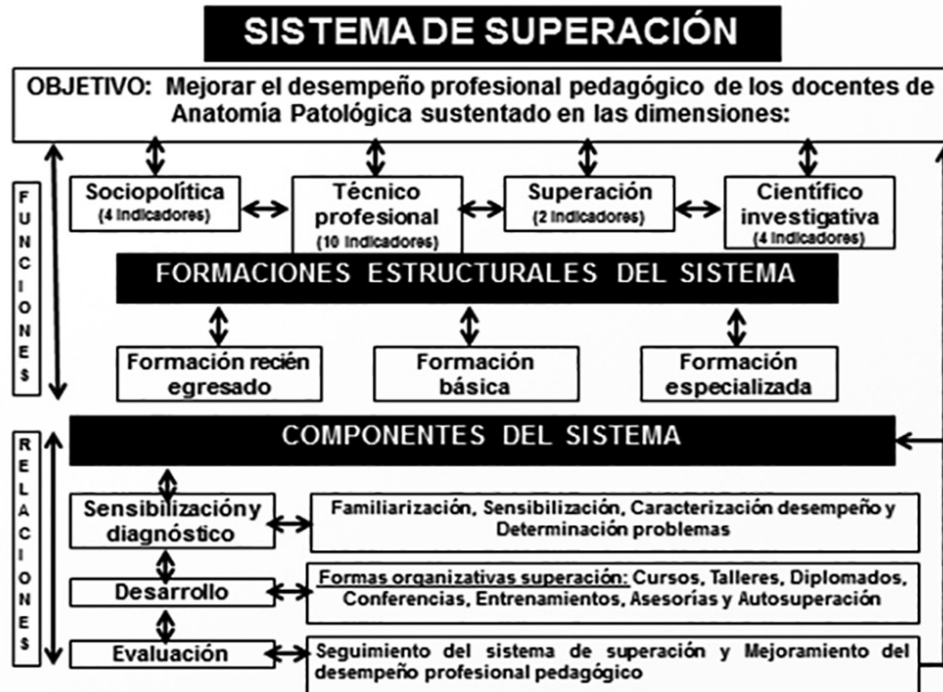 SISTEMA DE SUPERACIÓN
OBJETIVO: Mejorar el desempeño profesional pedagógico de los docentes de
Anatomía Patológica sustentado en las dimensiones:
FUNCIONES
Sociopolítica
(4 Indicadores)
Técnico
profesional
(10 Indicadores)
Superación
(2 Indicadores)
Científico
investigativa
(4 Indicadores)
FORMACIONES ESTRUCTURALES DEL SISTEMA
Formación recién
egresado
Formación
básica
Formación
especializada
RELACIONES
COMPONENTES DEL SISTEMA
Sensibilización y
diagnóstico
Familiarización, Sensibilización, Caracterización desempeño y
Determinación problemas
Desarrollo
Formas organizativas superación: Cursos, Talleres, Diplomados,
Conferencias, Entrenamientos, Asesorías y Autosuperación
Evaluación
Seguimiento del sistema de superación y Mejoramiento del
desempeño profesional pedagógico